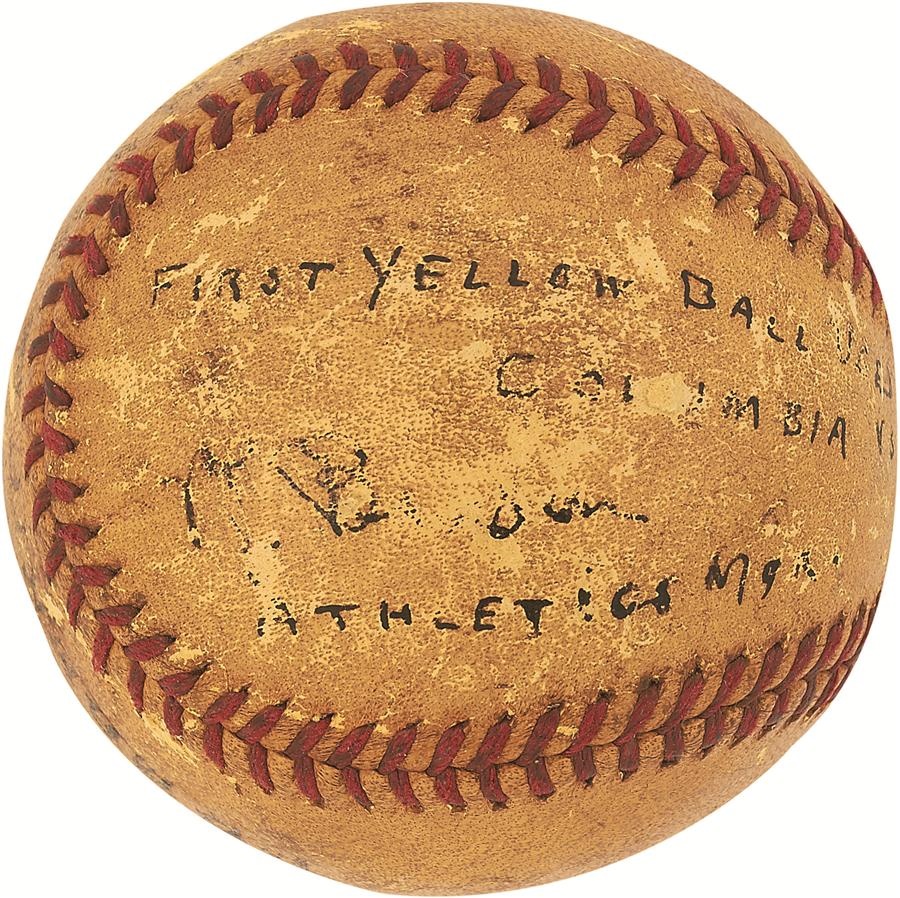 FIRST YELLOW BALL USED
COLUMBIA VS
ATHLETICS MGR.